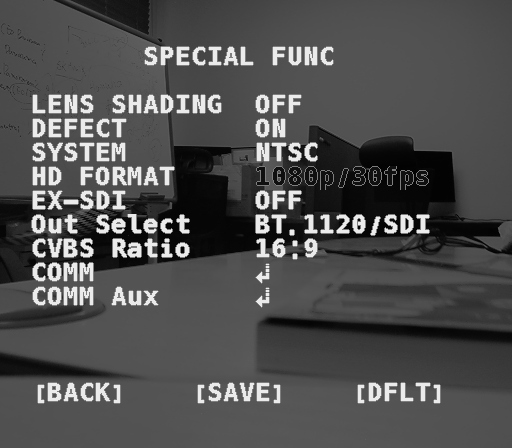 SPECIAL FUNC
LENS SHADING OFF
DEFECT ON
SYSTEM NTSC
HD FORMAT 1080p/30fps
EX–SDI OFF
Out Select BT.1120/SDI
CVBS Ratio 16:9
COMM ↵
COMM Aux ↵
[BACK] [SAVE] [DFLT]